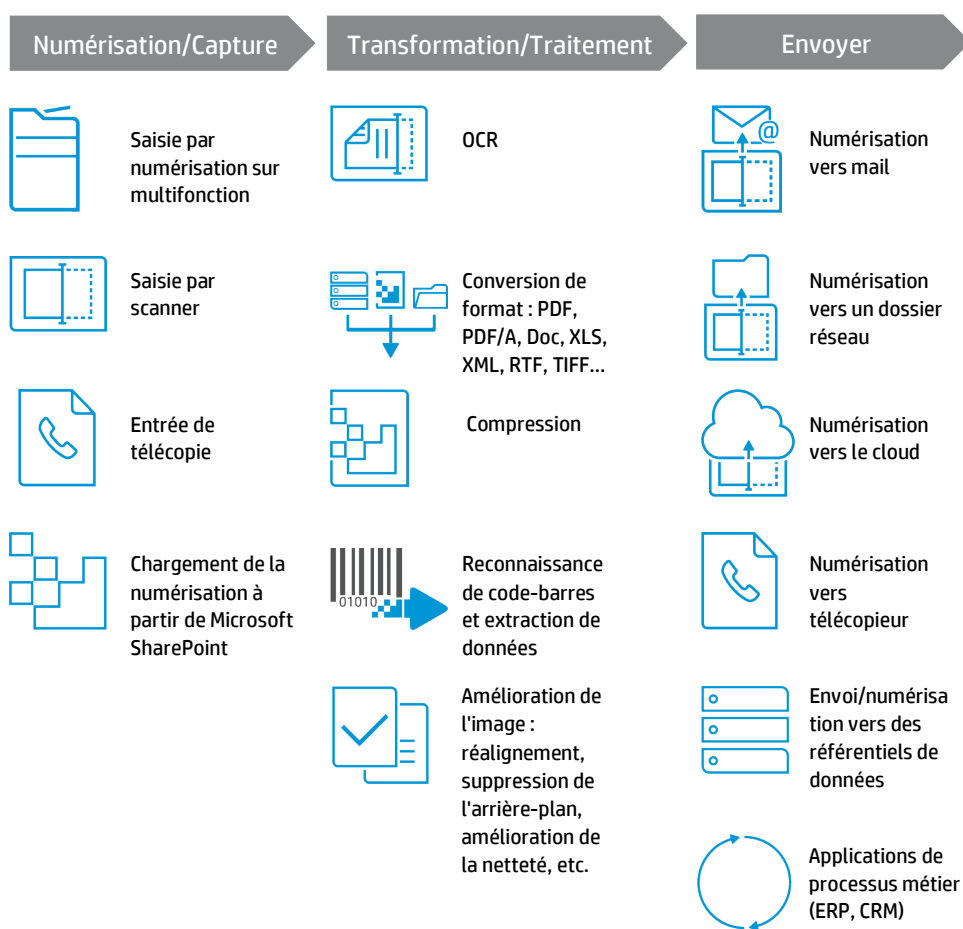 Numérisation/Capture
Saisie par
numérisation sur
multifonction
Saisie par
scanner
Entrée de
télécopie
Chargement de la
numérisation à
partir de Microsoft
SharePoint
Transformation/Traitement
OCR
Conversion de
format : PDF,
PDF/A, Doc, XLS,
XML, RTF, TIFF...
Compression
01010
Reconnaissance
de code-barres
et extraction de
données
Amélioration de
l'image :
réalignement,
suppression de
l'arrière-plan,
amélioration de
la netteté, etc.
Envoyer
@
Numérisation
vers mail
Numérisation
vers un dossier
réseau
Numérisation
vers le cloud
Numérisation
vers
télécopieur
Envoi/numérisa
tion vers des
référentiels de
données
Applications de
processus métier
(ERP, CRM)